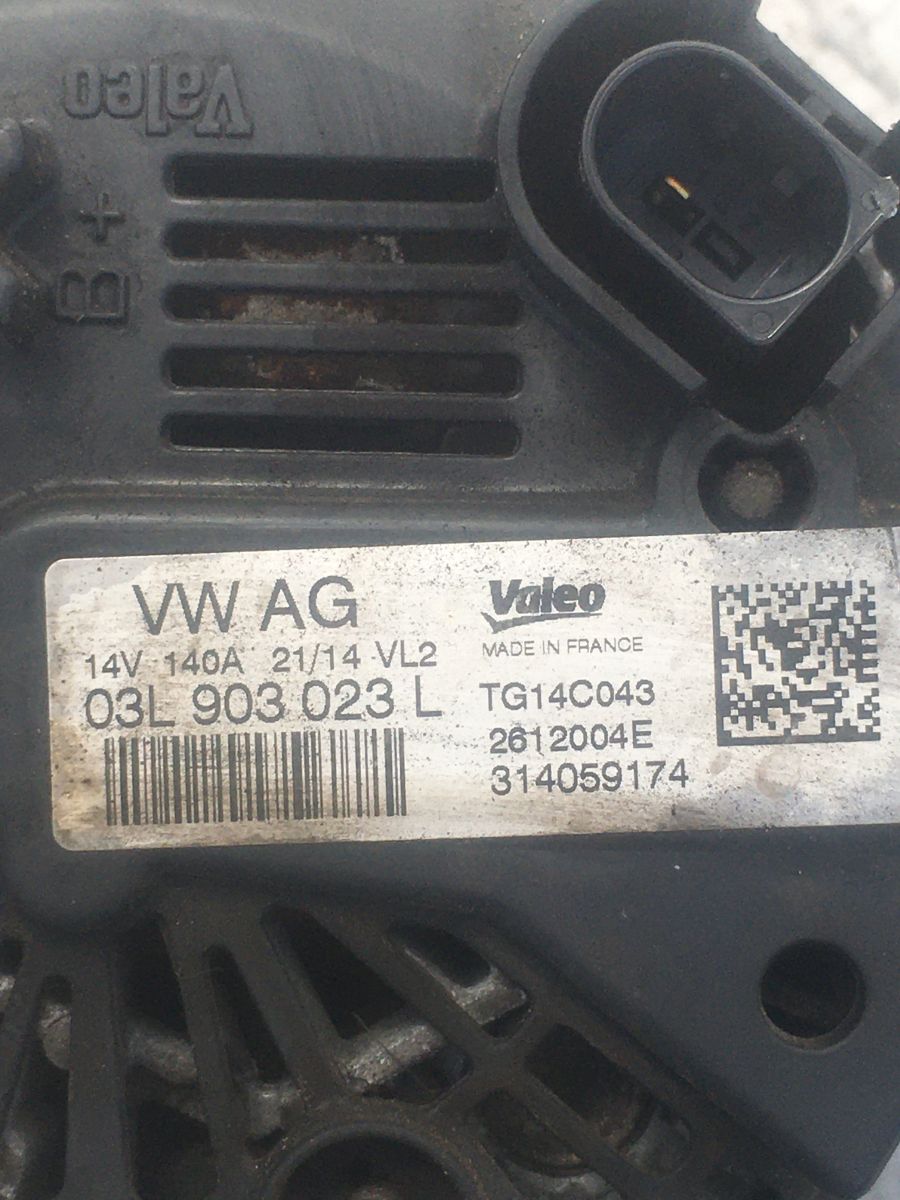 Valeo
B+
VW AG
14V 140A 21/14 VL2
03L 903 023 L
Valeo
MADE IN FRANCE
TG14C043
2612004E
314059174